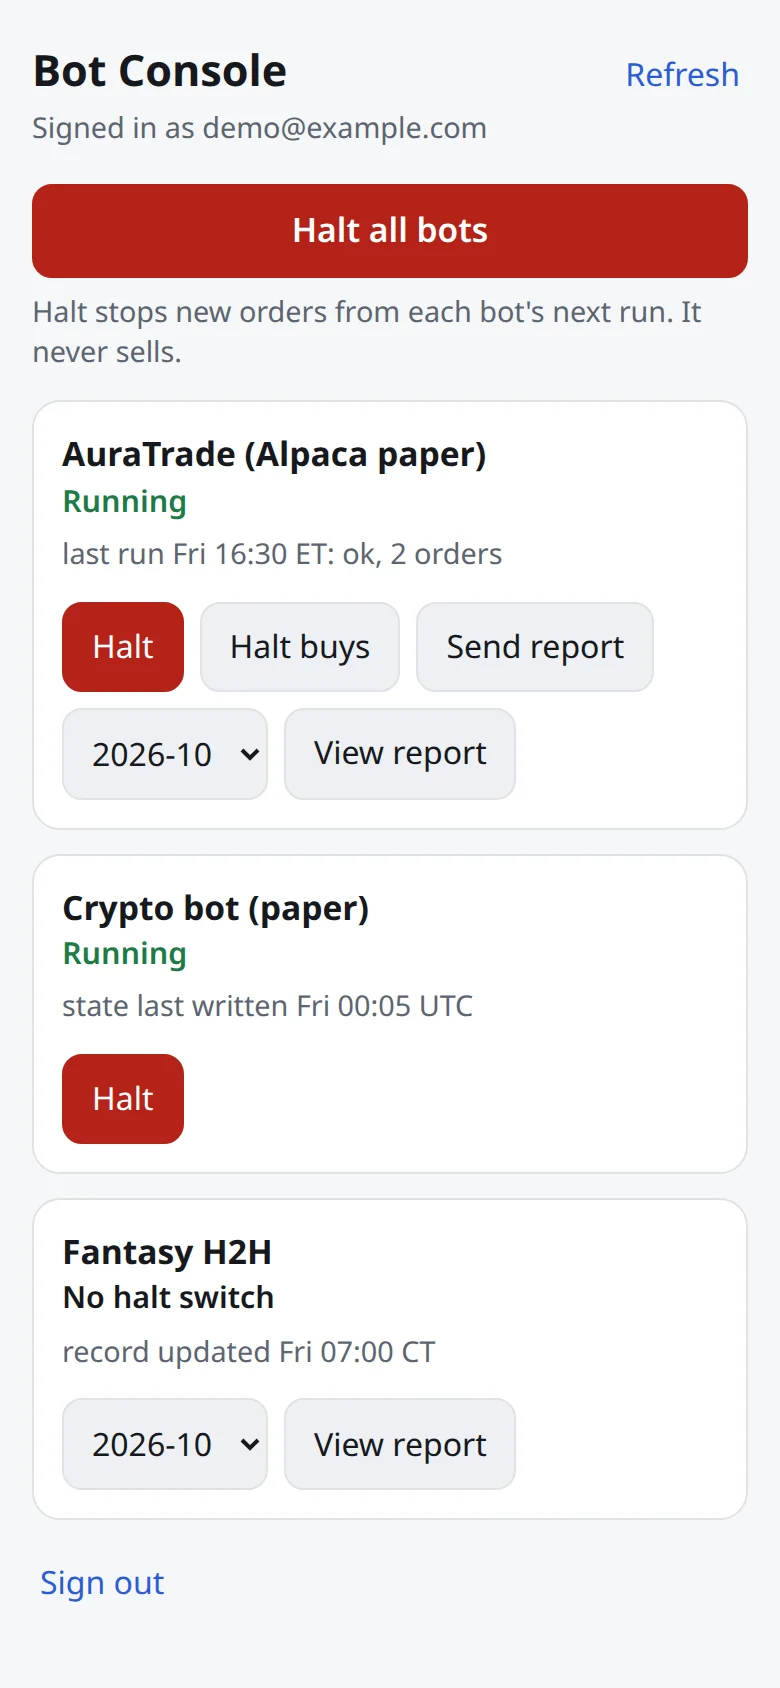 Bot Console
Refresh
Signed in as demo@example.com
Halt all bots
Halt stops new orders from each bot's next run. It
never sells.
AuraTrade (Alpaca paper)
Running
last run Fri 16:30 ET: ok, 2 orders
Halt
Halt buys
Send report
2026-10
View report
Crypto bot (paper)
Running
state last written Fri 00:05 UTC
Halt
Fantasy H2H
No halt switch
record updated Fri 07:00 CT
2026-10
View report
Sign out